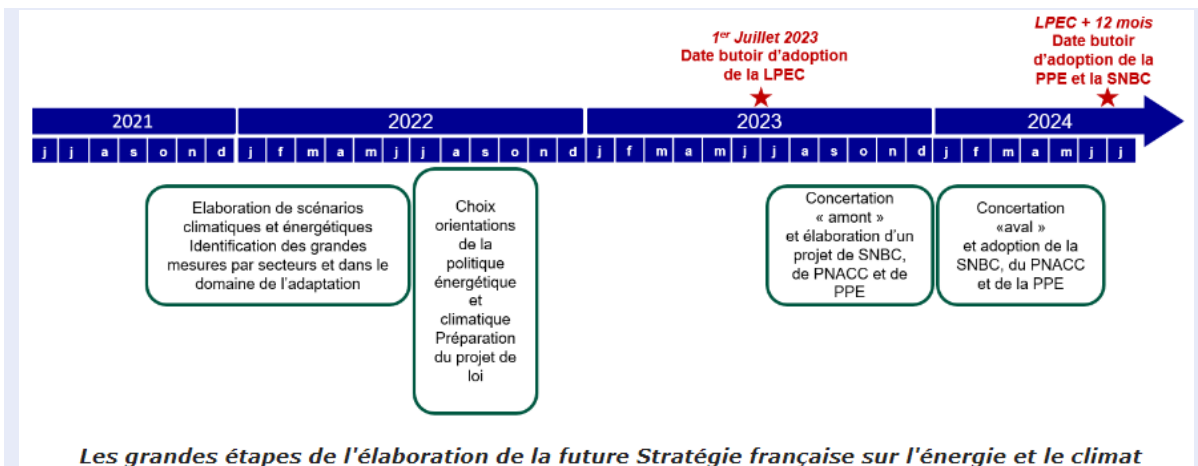 1er Juillet 2023
Date butoir d'adoption
de la LPEC
LPEC + 12 mois
Date butoir
d'adoption de la
PPE et la SNBC
2021 2022 2023 2024
j j a s o n d j f m a m j j a s o n d j f m a m j j a s o n d j f m a m j j
Elaboration de scénarios
climatiques et énergétiques
Identification des grandes
mesures par secteurs et dans le
domaine de l'adaptation
Choix
orientations
de la
politique
énergétique
et
climatique
Préparation
du projet de
loi
Concertation
« amont »
et élaboration d'un
projet de SNBC,
de PNACC et de
PPE
Concertation
«aval »
et adoption de la
SNBC, du PNACC
et de la PPE
Les grandes étapes de l'élaboration de la future Stratégie française sur l'énergie et le climat